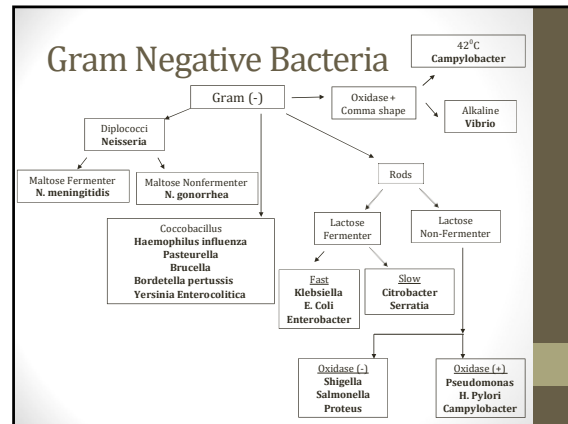 Gram Negative Bacteria
42⁰C
Campylobacter
Gram (-)
Oxidase +
Comma shape
Alkaline
Vibrio
Diplococci
Neisseria
Maltose Fermenter
N. meningitidis
Maltose Nonfermenter
N. gonorrhea
Rods
Coccobacillus
Haemophilus influenza
Pasteurella
Brucella
Bordetella pertussis
Yersinia Enterocolitica
Lactose
Fermenter
Lactose
Non-Fermenter
Fast
Klebsiella
E. Coli
Enterobacter
Slow
Citrobacter
Serratia
Oxidase (-)
Shigella
Salmonella
Proteus
Oxidase (+)
Pseudomonas
H. Pylori
Campylobacter